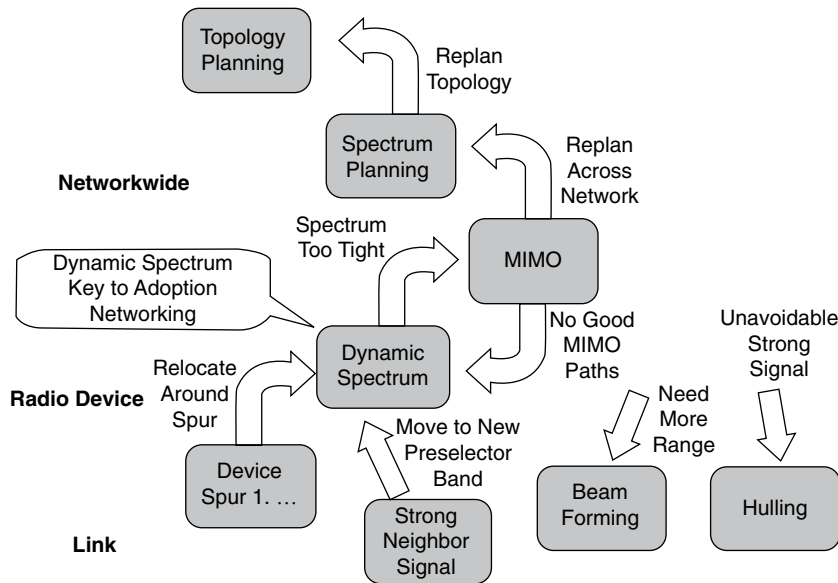 Topology
Planning
Replan
Topology
Spectrum
Planning
Replan
Across
Network
Networkwide
Spectrum
Too Tight
MIMO
Dynamic Spectrum
Key to Adoption
Networking
No Good
MIMO
Paths
Unavoidable
Strong
Signal
Dynamic
Spectrum
Relocate
Around
Spur
Radio Device
Need
More
Range
Move to New
Preselector
Band
Device
Spur 1. …
Beam
Forming
Hulling
Strong
Neighbor
Signal
Link